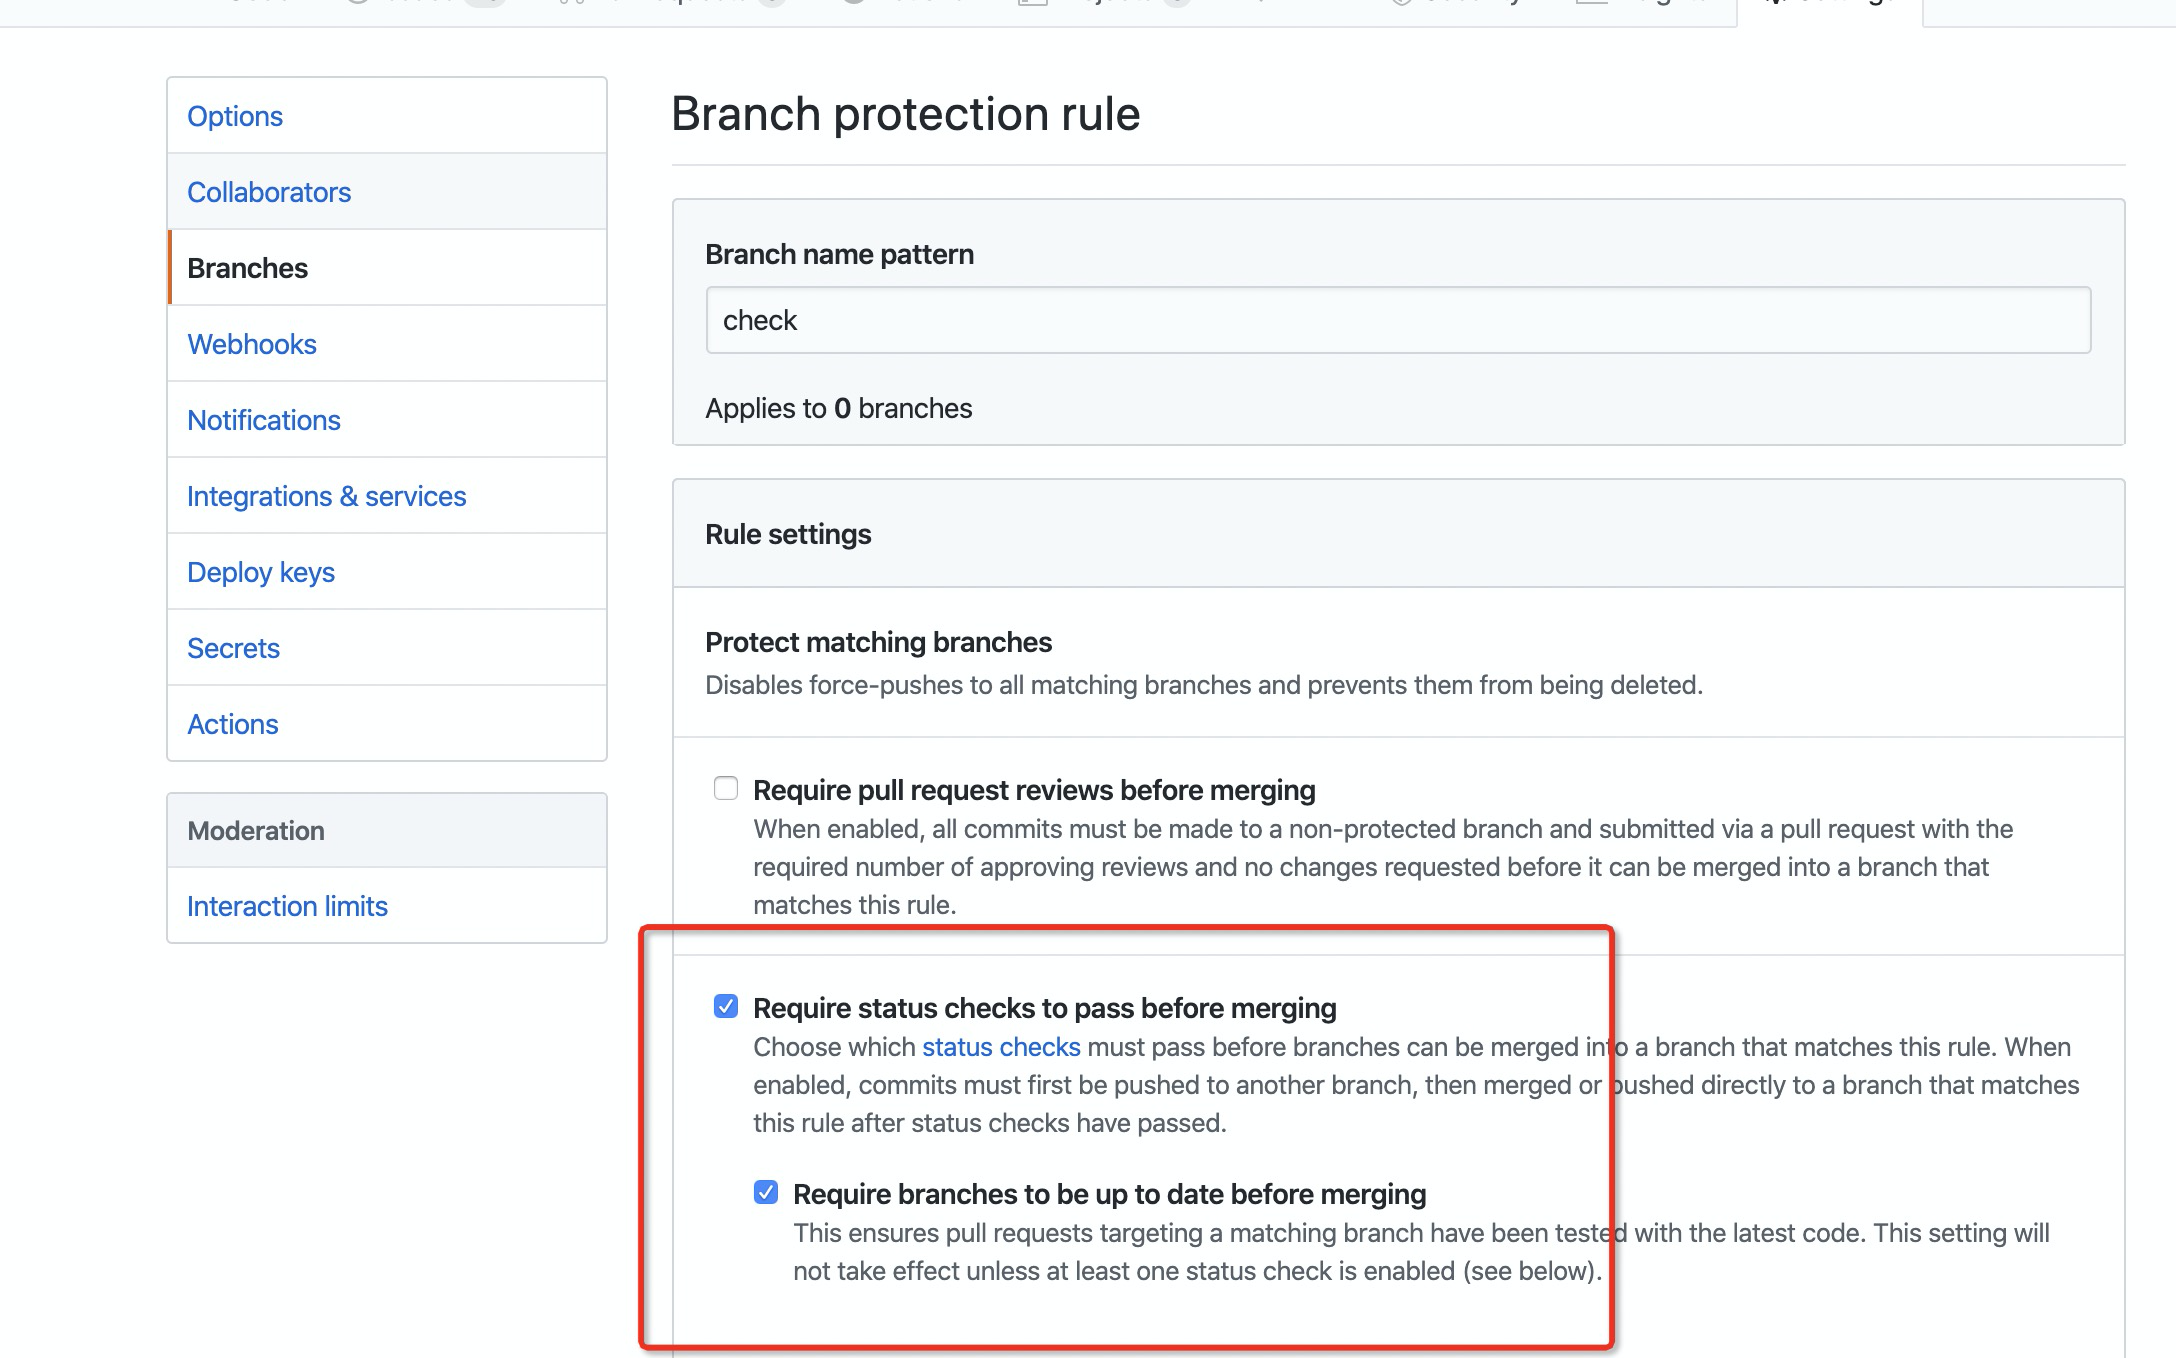 Options
Collaborators
Branches
Webhooks
Notifications
Integrations & services
Deploy keys
Secrets
Actions
Moderation
Interaction limits
Branch protection rule
Branch name pattern
check
Applies to 0 branches
Rule settings
Protect matching branches
Disables force-pushes to all matching branches and prevents them from being deleted.
Require pull request reviews before merging
When enabled, all commits must be made to a non-protected branch and submitted via a pull request with the
required number of approving reviews and no changes requested before it can be merged into a branch that
matches this rule.
Require status checks to pass before merging
Choose which status checks must pass before branches can be merged into a branch that matches this rule. When
enabled, commits must first be pushed to another branch, then merged or pushed directly to a branch that matches
this rule after status checks have passed.
Require branches to be up to date before merging
This ensures pull requests targeting a matching branch have been tested with the latest code. This setting will
not take effect unless at least one status check is enabled (see below).